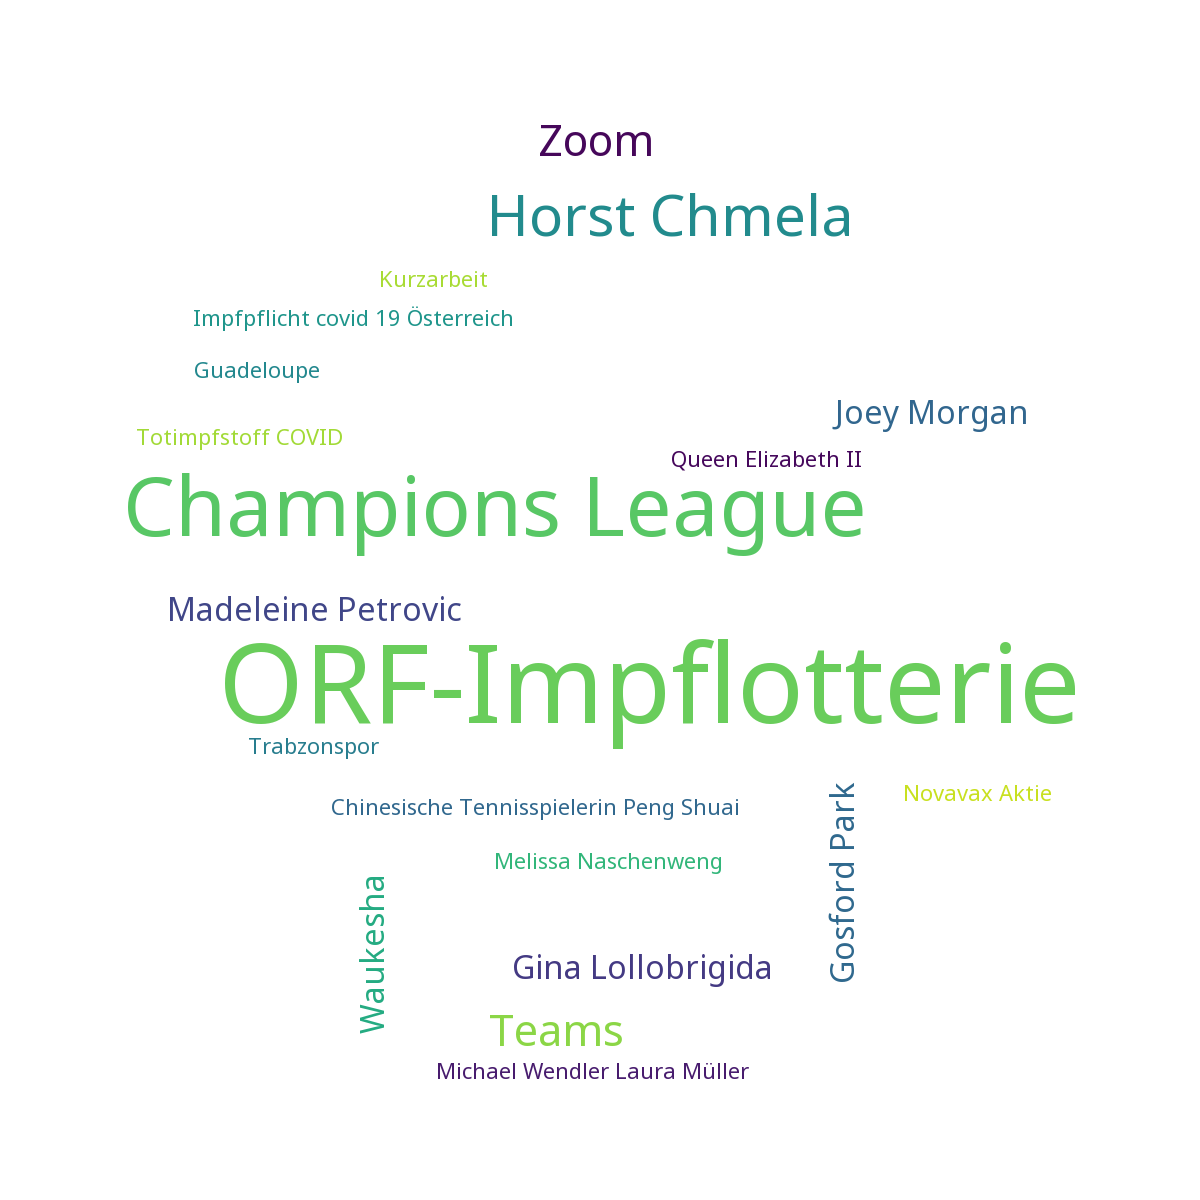 Zoom
Horst Chmela
Kurzarbeit
Impfpflicht covid 19 Österreich
Guadeloupe
Joey Morgan
Totimpfstoff COVID
Queen Elizabeth II
Champions League
Madeleine Petrovic
ORF-Impflotterie
Trabzonspor
Chinesische Tennisspielerin Peng Shuai
Gosford Park
Novavax Aktie
Melissa Naschenweng
Waukesha
Gina Lollobrigida
Teams
Michael Wendler Laura Müller